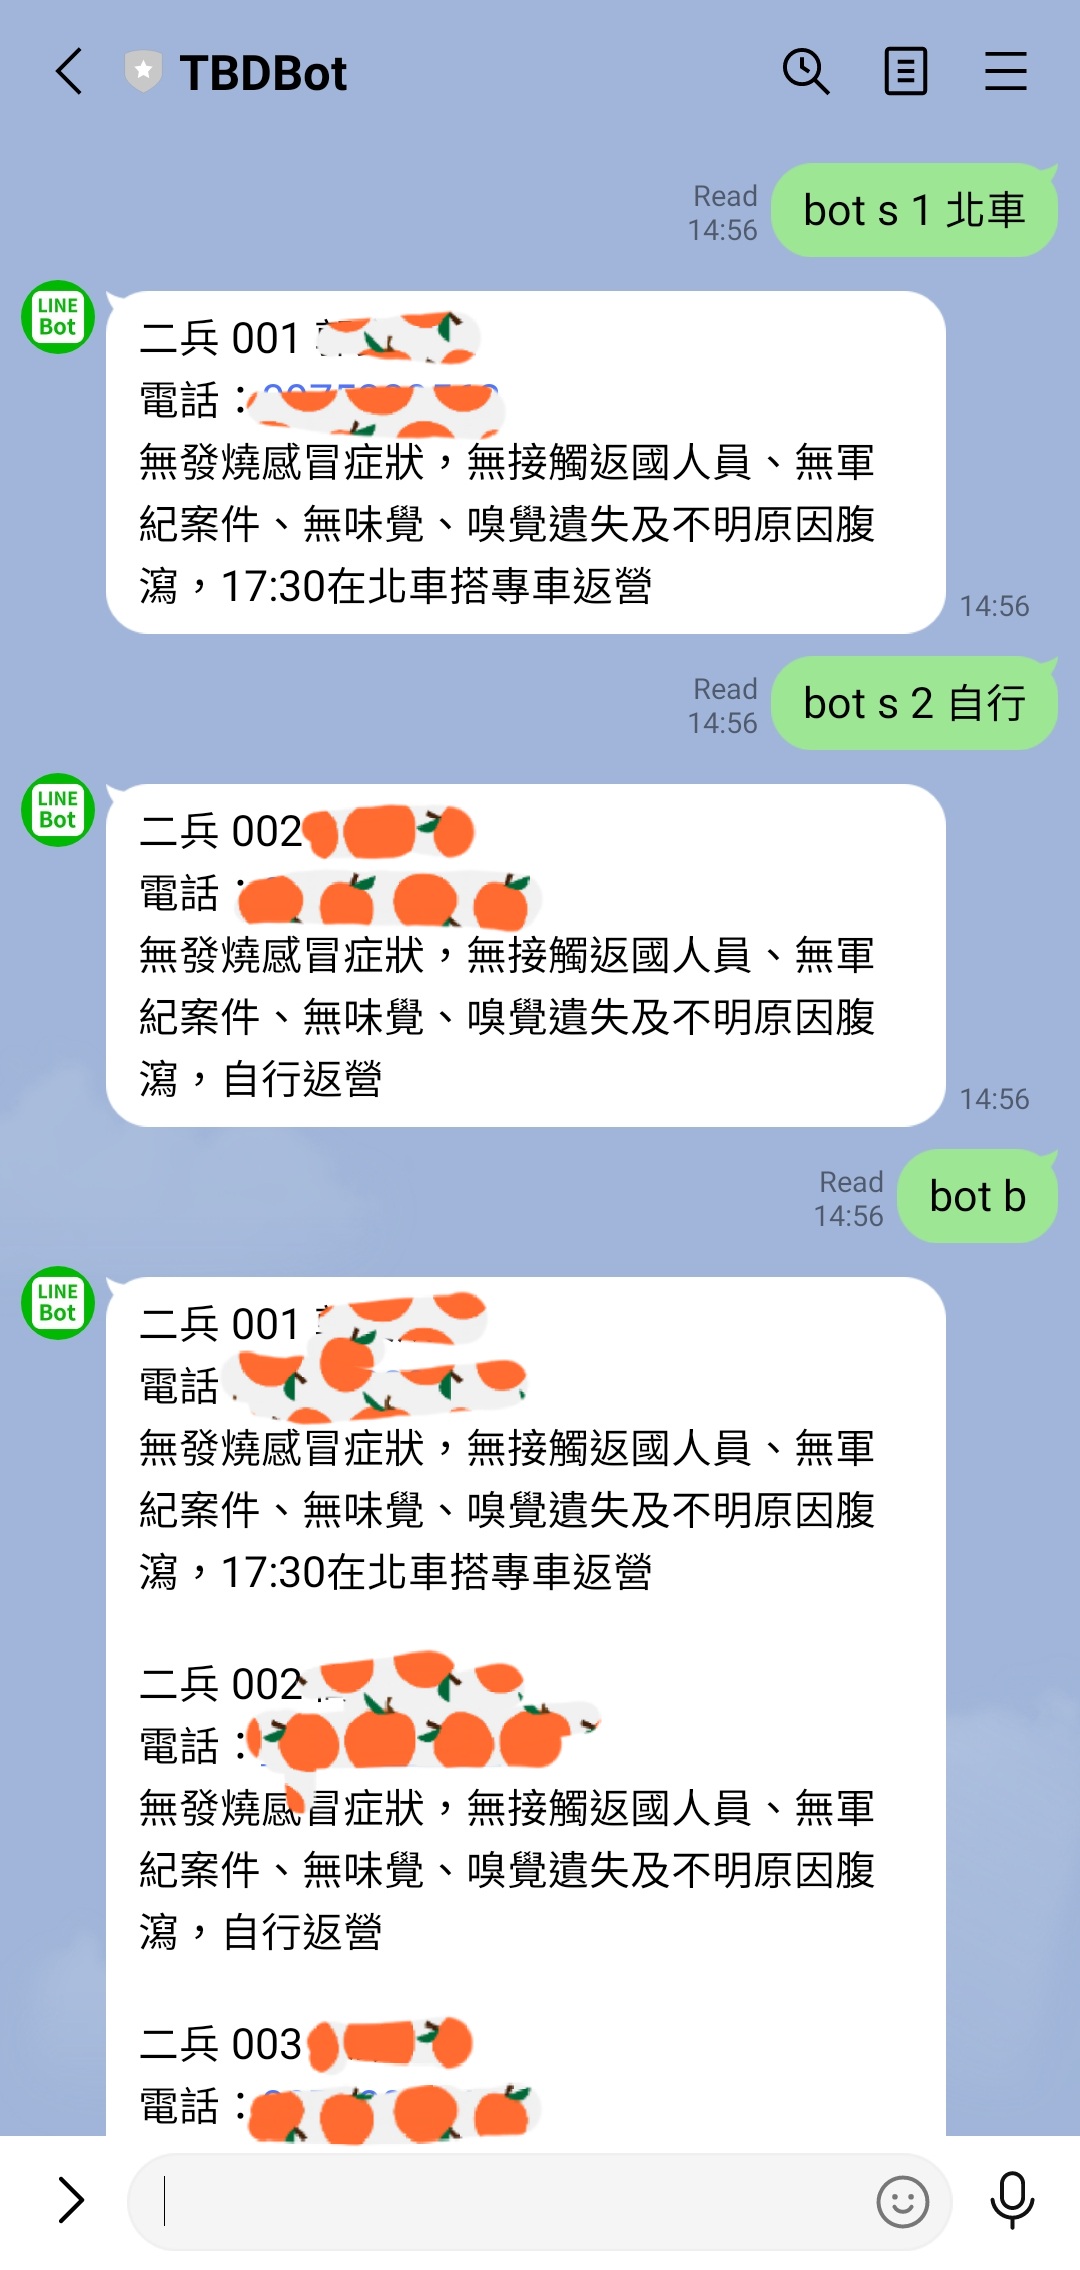 TBDBot
Read
14:56
bot s 1 北車
LINE
Bot
二兵 001
電話：
無發燒感冒症狀，無接觸返國人員、無軍
紀案件、無味覺、嗅覺遺失及不明原因腹
瀉，17:30在北車搭專車返營
14:56
Read
14:56
bot s 2 自行
LINE
Bot
二兵 002
電話：
無發燒感冒症狀，無接觸返國人員、無軍
紀案件、無味覺、嗅覺遺失及不明原因腹
瀉，自行返營
14:56
Read
14:56
bot b
LINE
Bot
二兵 001
電話
無發燒感冒症狀，無接觸返國人員、無軍
紀案件、無味覺、嗅覺遺失及不明原因腹
瀉，17:30在北車搭專車返營
二兵 002
電話：
無發燒感冒症狀，無接觸返國人員、無軍
紀案件、無味覺、嗅覺遺失及不明原因腹
瀉，自行返營
二兵 003
電話：